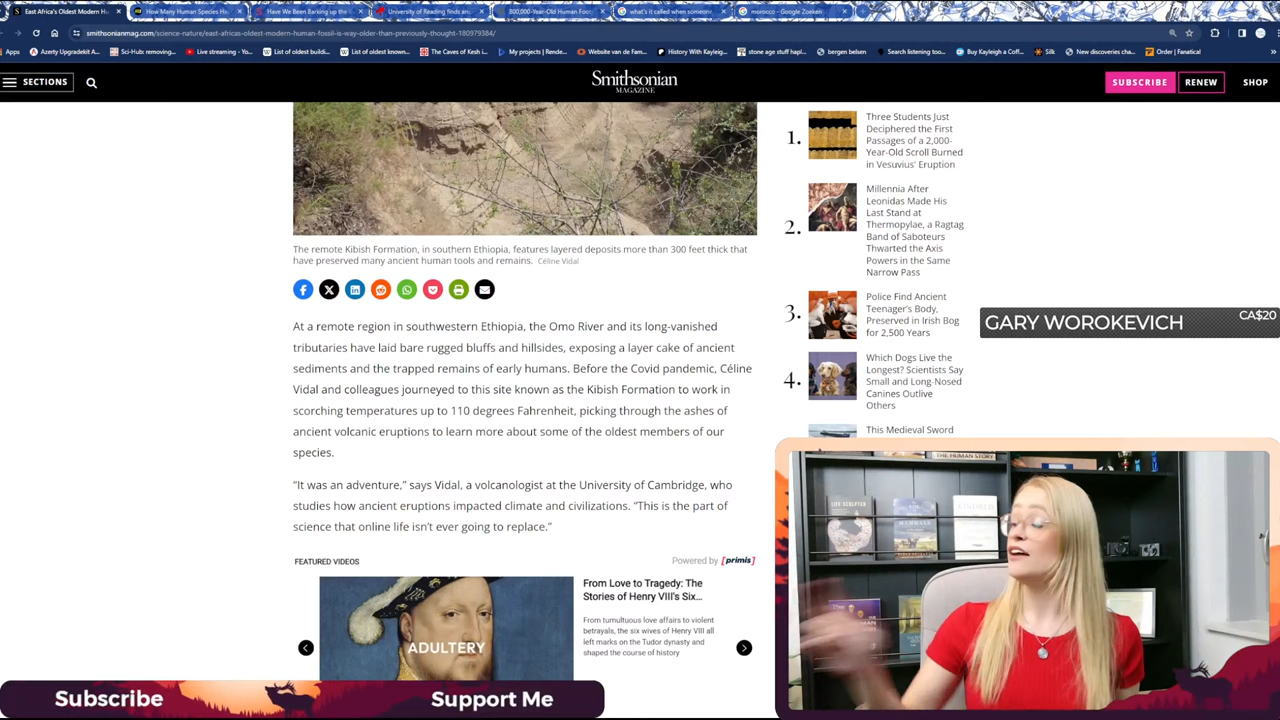 East Africa's Oldest Modern H
How Many Human Species Ha
Have We Been Barking up the
University of Reading finds an
300,000-Year-Old Human Foo
what's it called when someon
morocco - Google Zoeken
smithsonianmag.com/science-nature/east-africas-oldest-modern-human-fossil-is-way-older-than-previously-thought-180979384/
Apps
Azerty Upgradekit A...
Sci-Hub: removing...
Live streaming - Yo...
List of oldest buildi...
List of oldest known...
The Caves of Kesh i...
My projects | Rende...
Website van de Fam...
History With Kayleig...
stone age stuff hapl...
bergen belsen
Search listing too...
Buy Kayleigh a Coff...
Silk
New discoveries cha...
Order | Fanatical
SECTIONS
Smithsonian
MAGAZINE
SUBSCRIBE
RENEW
SHOP
The remote Kibish Formation, in southern Ethiopia, features layered deposits more than 300 feet thick that
have preserved many ancient human tools and remains. Céline Vidal
At a remote region in southwestern Ethiopia, the Omo River and its long-vanished
tributaries have laid bare rugged bluffs and hillsides, exposing a layer cake of ancient
sediments and the trapped remains of early humans. Before the Covid pandemic, Céline
Vidal and colleagues journeyed to this site known as the Kibish Formation to work in
scorching temperatures up to 110 degrees Fahrenheit, picking through the ashes of
ancient volcanic eruptions to learn more about some of the oldest members of our
species.
“It was an adventure,” says Vidal, a volcanologist at the University of Cambridge, who
studies how ancient eruptions impacted climate and civilizations. “This is the part of
science that online life isn’t ever going to replace.”
FEATURED VIDEOS
Powered by [primis]
ADULTERY
From Love to Tragedy: The
Stories of Henry VIII's Six...
From tumultuous love affairs to violent
betrayals, the six wives of Henry VIII all
left marks on the Tudor dynasty and
shaped the course of history
1.
Three Students Just
Deciphered the First
Passages of a 2,000-
Year-Old Scroll Burned
in Vesuvius' Eruption
2.
Millennia After
Leonidas Made His
Last Stand at
Thermopylae, a Ragtag
Band of Saboteurs
Thwarted the Axis
Powers in the Same
Narrow Pass
3.
Police Find Ancient
Teenager's Body,
Preserved in Irish Bog
for 2,500 Years
4.
Which Dogs Live the
Longest? Scientists Say
Small and Long-Nosed
Canines Outlive
Others
This Medieval Sword
GARY WOROKEVICH
CA$20
THE HUMAN STORY
LIFE SCULPTED
MAMMALS
KINDRED
Subscribe
Support Me